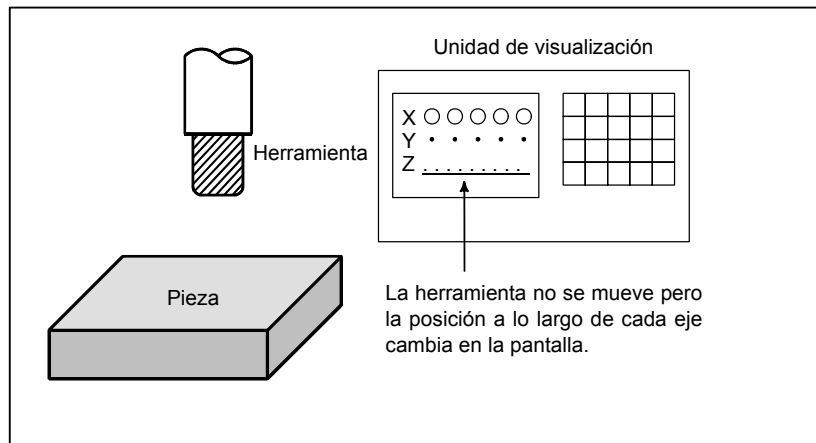 Unidad de visualización
X
Y
Z
Herramienta
Pieza
La herramienta no se mueve pero
la posición a lo largo de cada eje
cambia en la pantalla.